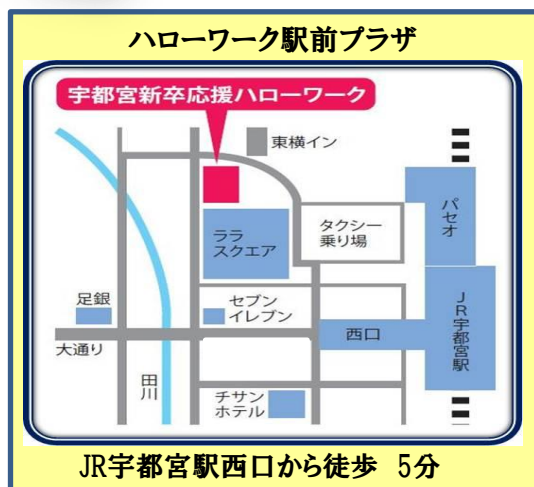 ハローワーク駅前プラザ
宇都宮新卒応援ハローワーク
東横イン
パセオ
タクシー
乗り場
ララ
スクエア
足銀
セブン
イレブン
西口
JR宇都宮駅
大通り
田川
チサン
ホテル
JR宇都宮駅西口から徒歩 5分